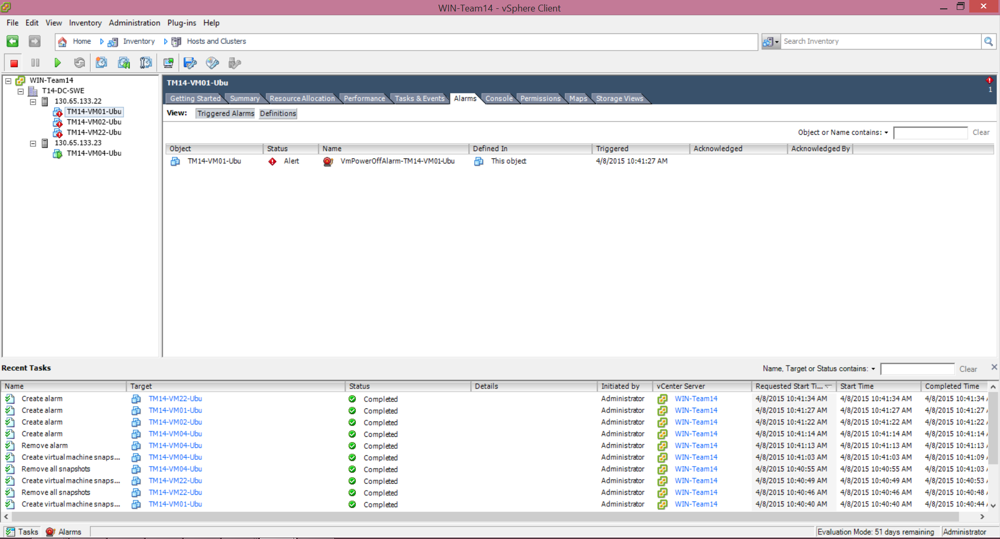 WIN-Team14 - vSphere Client
File Edit View Inventory Administration Plug-ins Help
Home Inventory Hosts and Clusters Search Inventory
WIN-Team14
T14-DC-SWE
130.65.133.22
TM14-VM01-Ubu
TM14-VM02-Ubu
TM14-VM22-Ubu
130.65.133.23
TM14-VM04-Ubu
TM14-VM01-Ubu
1
Getting Started Summary Resource Allocation Performance Tasks & Events Alarms Console Permissions Maps Storage Views
View: Triggered Alarms Definitions
Object or Name contains: Clear
Object Status Name Defined In Triggered Acknowledged Acknowledged By
TM14-VM01-Ubu Alert VmPowerOffAlarm-TM14-VM01-Ubu This object 4/8/2015 10:41:27 AM
Recent Tasks Name, Target or Status contains: Clear
Name Target Status Details Initiated by vCenter Server Requested Start Ti... Start Time Completed Time
Create alarm TM14-VM22-Ubu Completed Administrator WIN-Team14 4/8/2015 10:41:34 AM 4/8/2015 10:41:34 AM 4/8/2015 10:41:34
Create alarm TM14-VM01-Ubu Completed Administrator WIN-Team14 4/8/2015 10:41:27 AM 4/8/2015 10:41:27 AM 4/8/2015 10:41:27
Create alarm TM14-VM02-Ubu Completed Administrator WIN-Team14 4/8/2015 10:41:22 AM 4/8/2015 10:41:22 AM 4/8/2015 10:41:22
Create alarm TM14-VM04-Ubu Completed Administrator WIN-Team14 4/8/2015 10:41:14 AM 4/8/2015 10:41:14 AM 4/8/2015 10:41:14
Remove alarm TM14-VM04-Ubu Completed Administrator WIN-Team14 4/8/2015 10:41:13 AM 4/8/2015 10:41:13 AM 4/8/2015 10:41:13
Create virtual machine snaps... TM14-VM04-Ubu Completed Administrator WIN-Team14 4/8/2015 10:41:03 AM 4/8/2015 10:41:03 AM 4/8/2015 10:41:09
Remove all snapshots TM14-VM04-Ubu Completed Administrator WIN-Team14 4/8/2015 10:40:55 AM 4/8/2015 10:40:55 AM 4/8/2015 10:41:03
Create virtual machine snaps... TM14-VM22-Ubu Completed Administrator WIN-Team14 4/8/2015 10:40:49 AM 4/8/2015 10:40:49 AM 4/8/2015 10:40:53
Remove all snapshots TM14-VM22-Ubu Completed Administrator WIN-Team14 4/8/2015 10:40:46 AM 4/8/2015 10:40:46 AM 4/8/2015 10:40:48
Create virtual machine snaps... TM14-VM01-Ubu Completed Administrator WIN-Team14 4/8/2015 10:40:40 AM 4/8/2015 10:40:40 AM 4/8/2015 10:40:44
Tasks Alarms Evaluation Mode: 51 days remaining Administrator